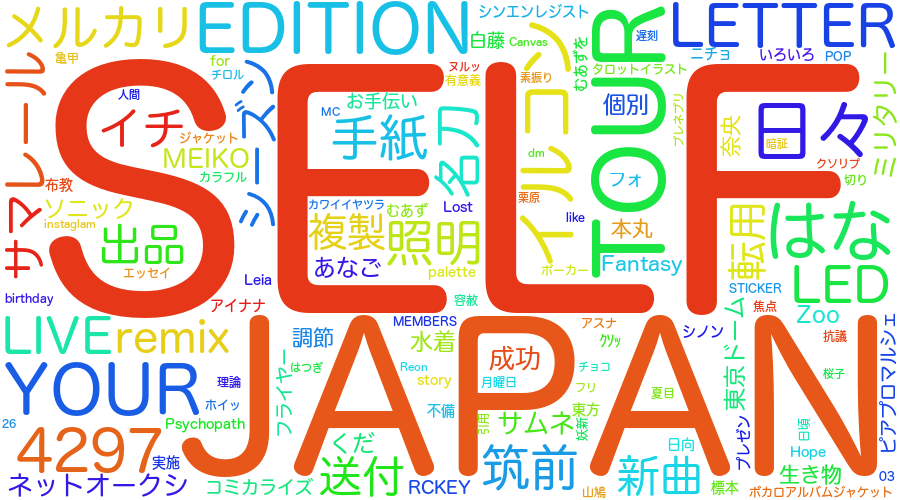 メルカリ
EDITION
シンエンレジスト
LETTER
亀甲
for
チロル
白藤
Canvas
むあずを
TOUR
遅刻
ニチョ
いろいろ
POP
サマレール
SELF
人間
シーズン
MC
お手伝い
ヌルッ
有意義
素振り
イルコン
タロットイラスト
個別
プレネプリ
奈央
日々
暗証
ミリタリー
イチ
ジャケット
手紙
名刀
MEIKO
カラフル
dm
クソリプ
切り
布教
ソニック
instaglam
カワイイヤツラ
むあず
Lost
栗原
like
フォ
本丸
転用
はな
出品
エッセイ
複製
照明
あなご
palette
ポーカー
Fantasy
LED
Leia
STICKER
birthday
アイナナ
容赦
焦点
Zoo
LIVE
remix
調節
MEMBERS
水着
アスナ
クリッ
シノン
東京ドーム
抗議
ピアプロマルシェ
JAPAN
YOUR
理論
フライヤー
はつぎ
Reon
story
成功
月曜日
チョコ
フリ
夏目
桜子
ホイッ
26
Psychopath
不備
引用
サムネ
東方
妖新
プレゼン
日頃
4297
実施
くだ
送付
筑前
日向
新曲
Hope
生き物
03
ネットオークシ
コミカライズ
RCKEY
山鳩
標本
ボカロアルバムジャケット